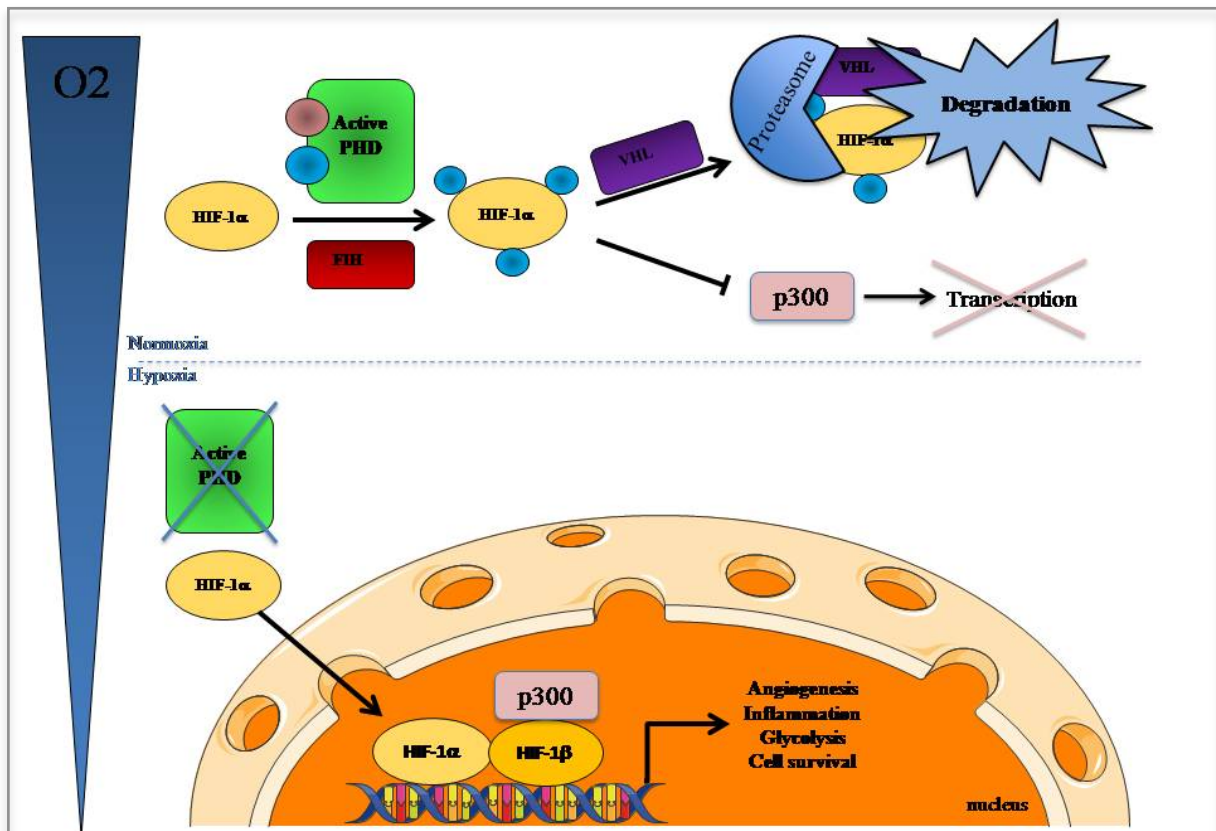 O2
Active
PHD
HIF-1α
FIH
HIF-1α
VHL
Proteasome
VHL
HIF-1α
Degradation
p300
Transcription
Normoxia
Hypoxia
Active
PHD
HIF-1α
p300
HIF-1α
HIF-1β
Angiogenesis
Inflammation
Glycolysis
Cell survival
nucleus